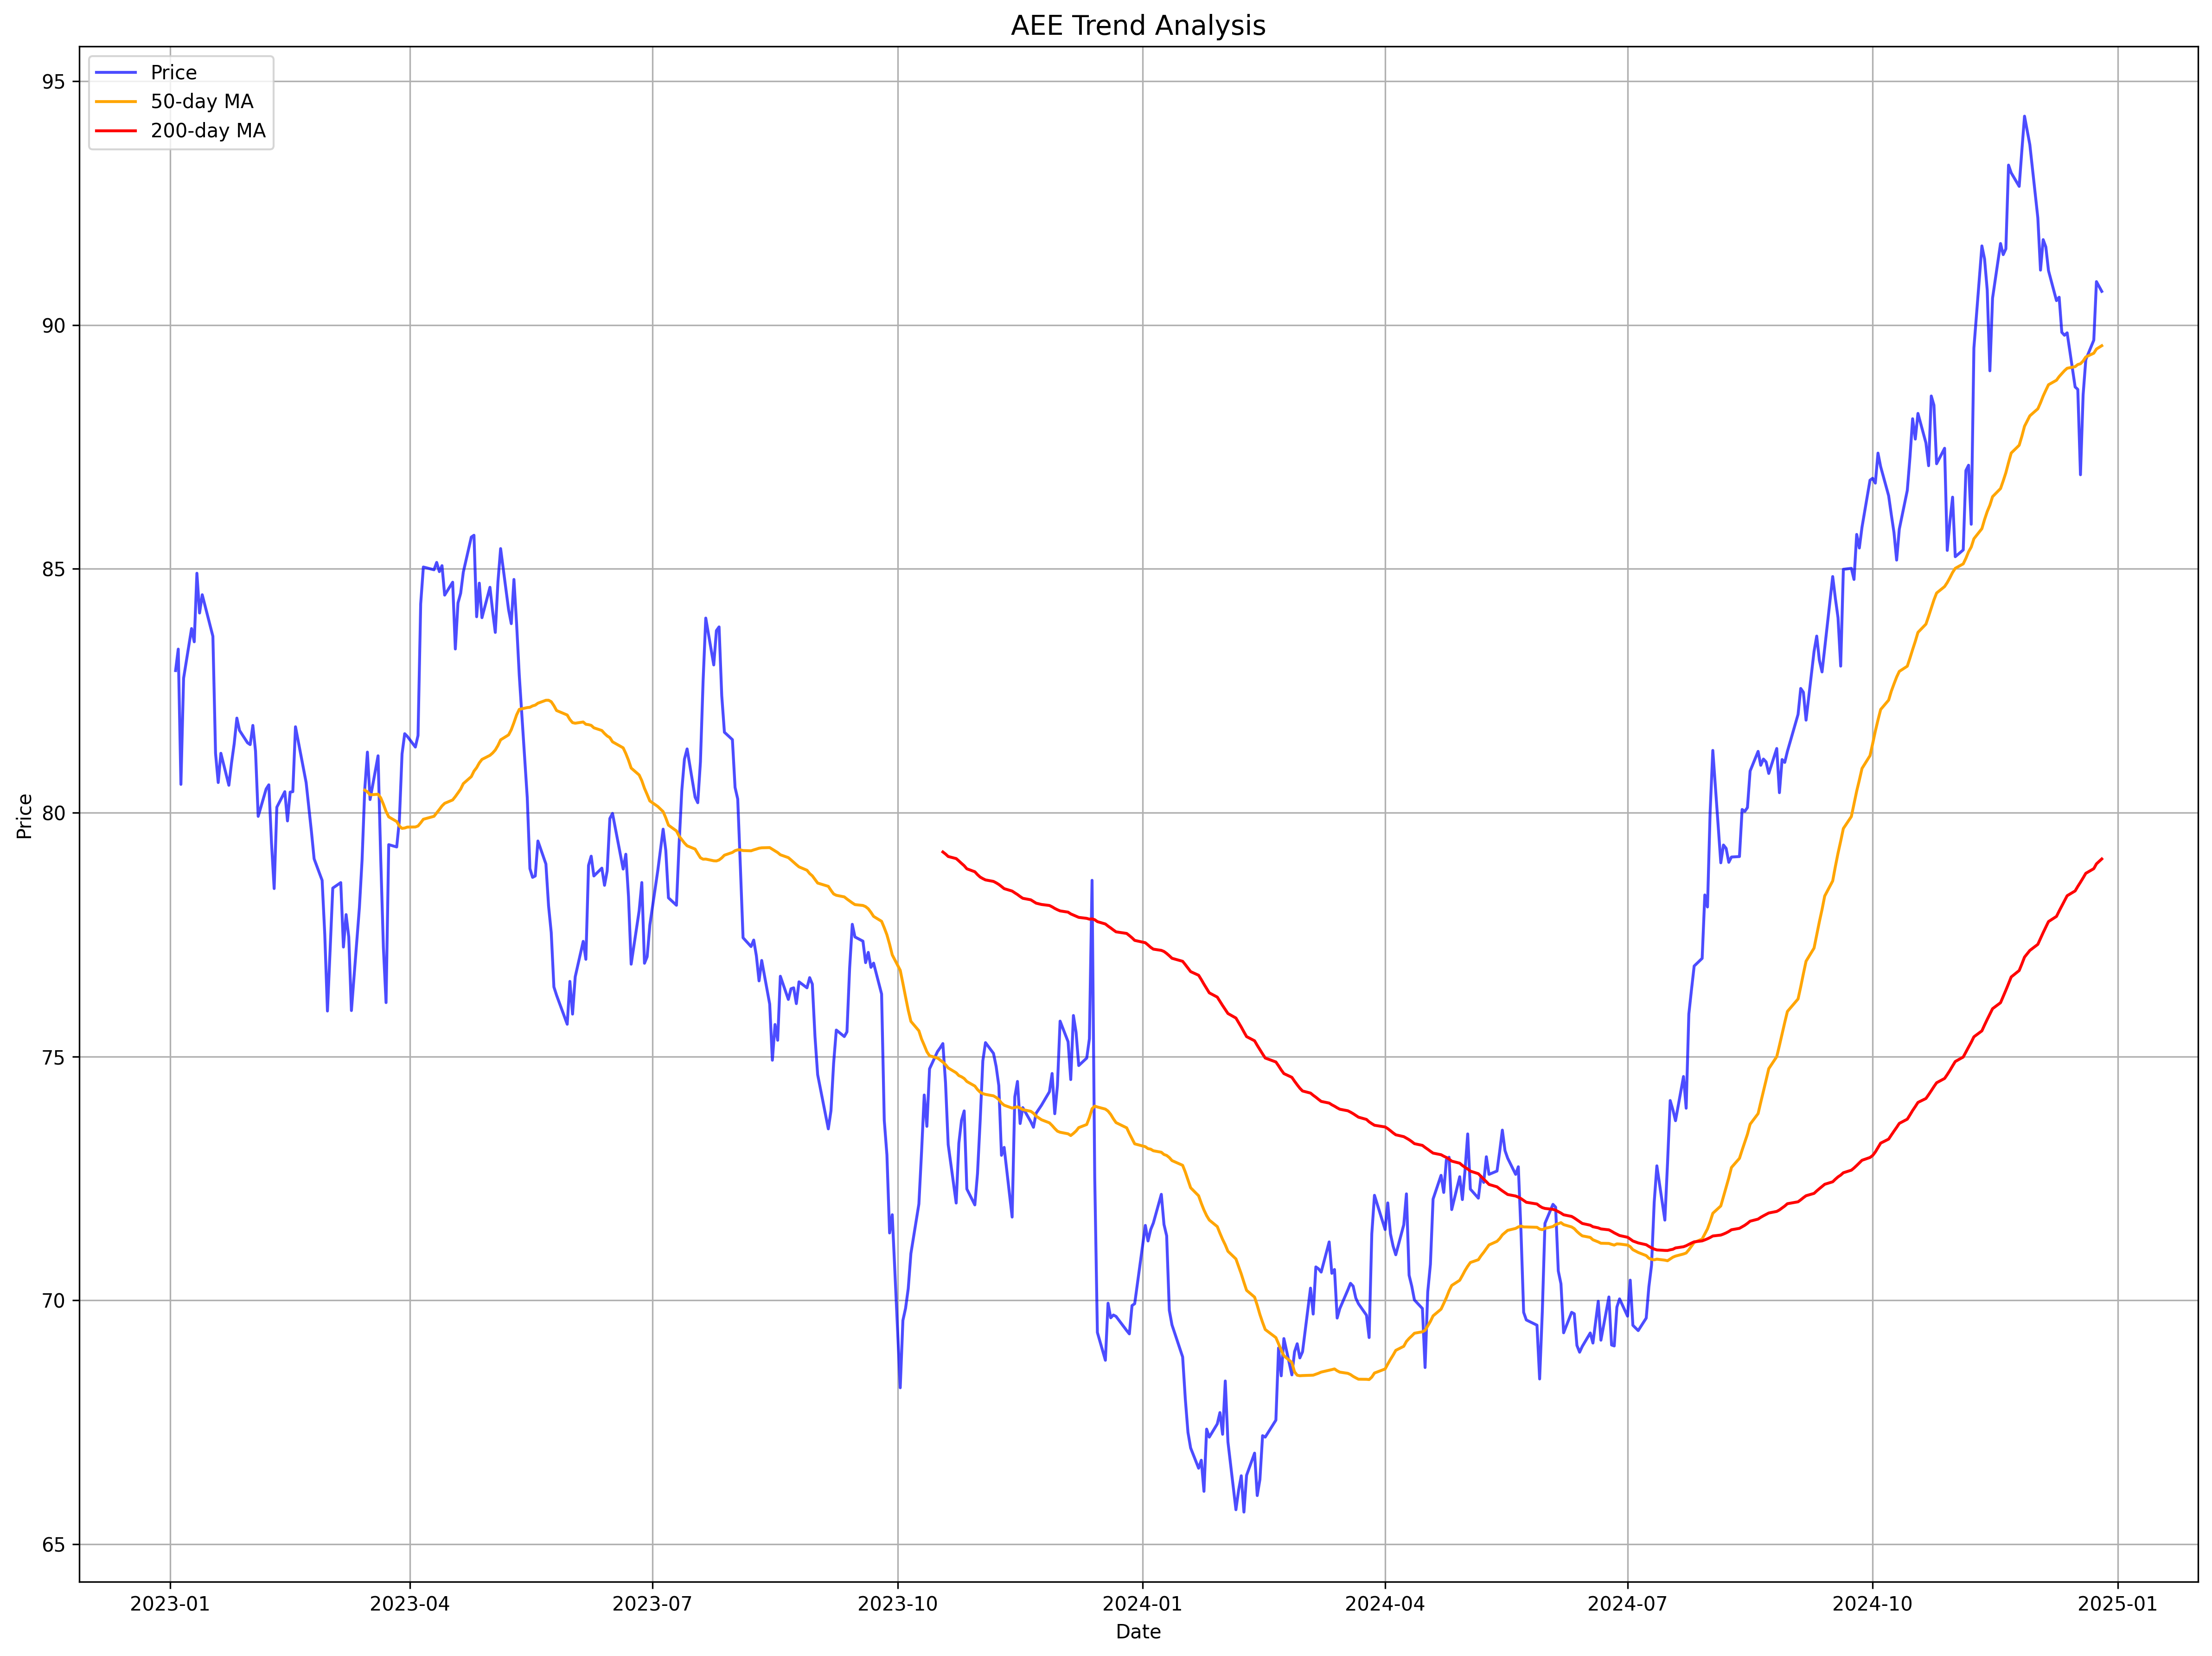 AEE Trend Analysis
Price
50-day MA
200-day MA
95
90
85
80
75
70
65
Price
2023-01
2023-04
2023-07
2023-10
2024-01
2024-04
2024-07
2024-10
2025-01
Date